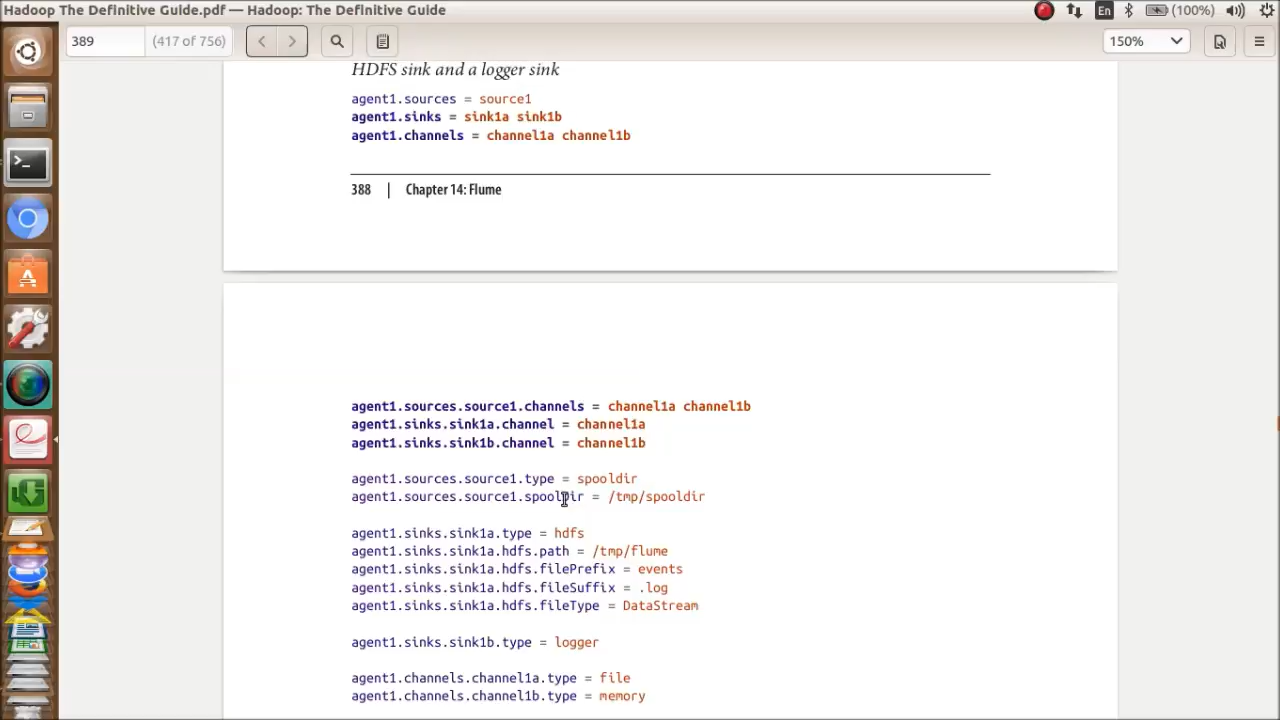 Hadoop The Definitive Guide.pdf — Hadoop: The Definitive Guide
En
(100%)
389
(417 of 756)
150%
HDFS sink and a logger sink
agent1.sources = source1
agent1.sinks = sink1a sink1b
agent1.channels = channel1a channel1b
388 | Chapter 14: Flume
agent1.sources.source1.channels = channel1a channel1b
agent1.sinks.sink1a.channel = channel1a
agent1.sinks.sink1b.channel = channel1b
agent1.sources.source1.type = spooldir
agent1.sources.source1.spooldir = /tmp/spooldir
agent1.sinks.sink1a.type = hdfs
agent1.sinks.sink1a.hdfs.path = /tmp/flume
agent1.sinks.sink1a.hdfs.filePrefix = events
agent1.sinks.sink1a.hdfs.fileSuffix = .log
agent1.sinks.sink1a.hdfs.fileType = DataStream
agent1.sinks.sink1b.type = logger
agent1.channels.channel1a.type = file
agent1.channels.channel1b.type = memory